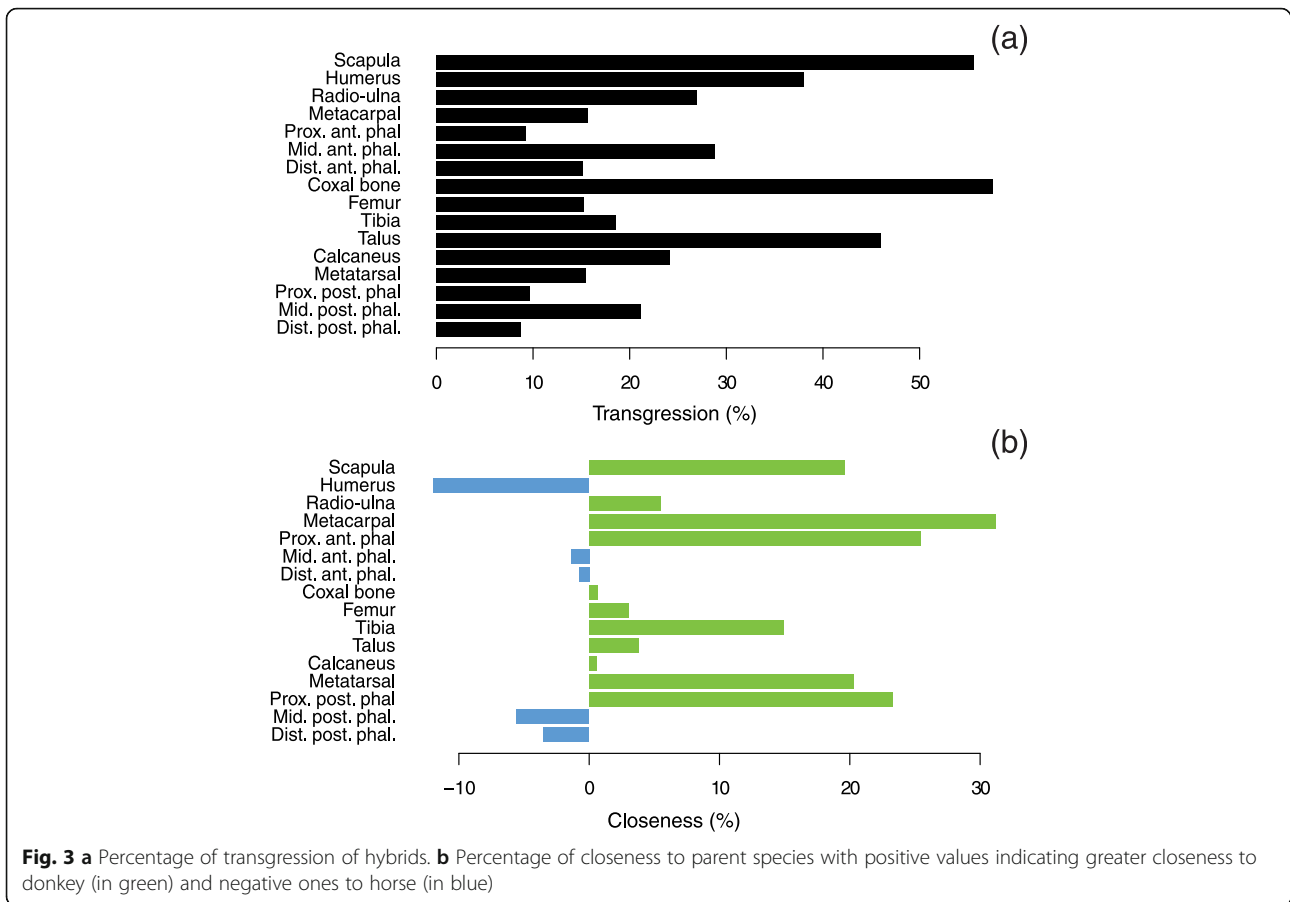 (a)
Scapula
Humerus
Radio-ulna
Metacarpal
Prox. ant. phal
Mid. ant. phal.
Dist. ant. phal.
Coxal bone
Femur
Tibia
Talus
Calcaneus
Metatarsal
Prox. post. phal
Mid. post. phal.
Dist. post. phal.
0 10 20 30 40 50
Transgression (%)
(b)
Scapula
Humerus
Radio-ulna
Metacarpal
Prox. ant. phal
Mid. ant. phal.
Dist. ant. phal.
Coxal bone
Femur
Tibia
Talus
Calcaneus
Metatarsal
Prox. post. phal
Mid. post. phal.
Dist. post. phal.
−10 0 10 20 30
Closeness (%)
Fig. 3 a Percentage of transgression of hybrids. b Percentage of closeness to parent species with positive values indicating greater closeness to
donkey (in green) and negative ones to horse (in blue)